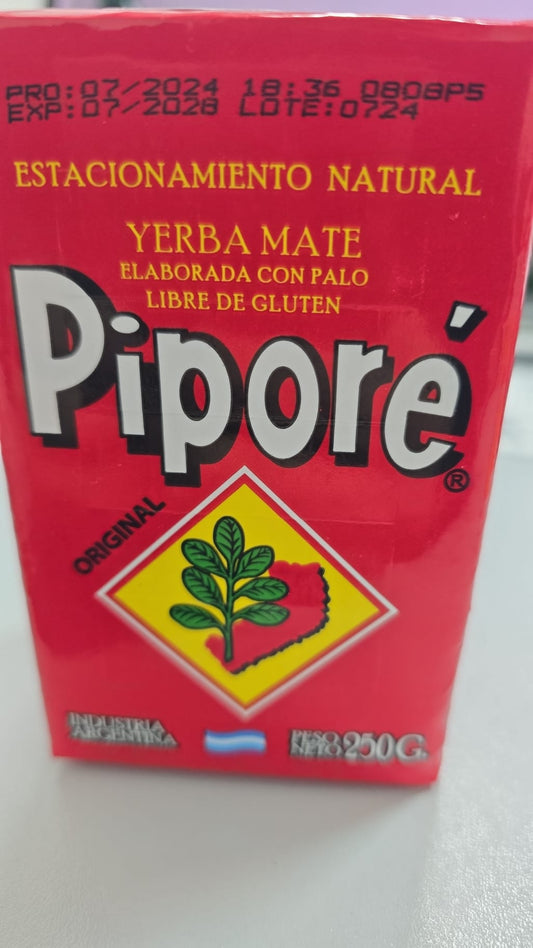 PRO:07/2024 18:36 0808P5
EXP:07/2028 LOTE:0724
ESTACIONAMIENTO NATURAL
YERBA MATE
ELABORADA CON PALO
LIBRE DE GLUTEN
Piporé®
ORIGINAL
INDUSTRIA
ARGENTINA
PESO
NETO 250G.